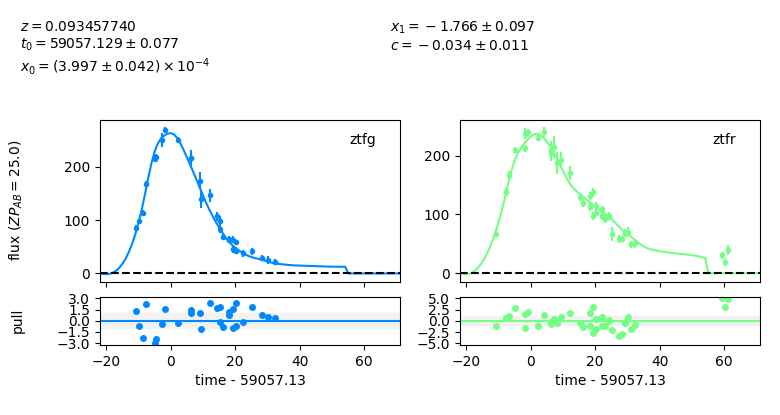 z = 0.093457740
t₀ = 59057.129 ± 0.077
x₀ = (3.997 ± 0.042) × 10⁻⁴
x₁ = −1.766 ± 0.097
c = −0.034 ± 0.011
flux (ZP_AB = 25.0)
200
100
0
ztfg
200
100
0
ztfr
pull
3.0
1.5
0.0
−1.5
−3.0
−20 0 20 40 60
time - 59057.13
5.0
2.5
0.0
−2.5
−5.0
−20 0 20 40 60
time - 59057.13